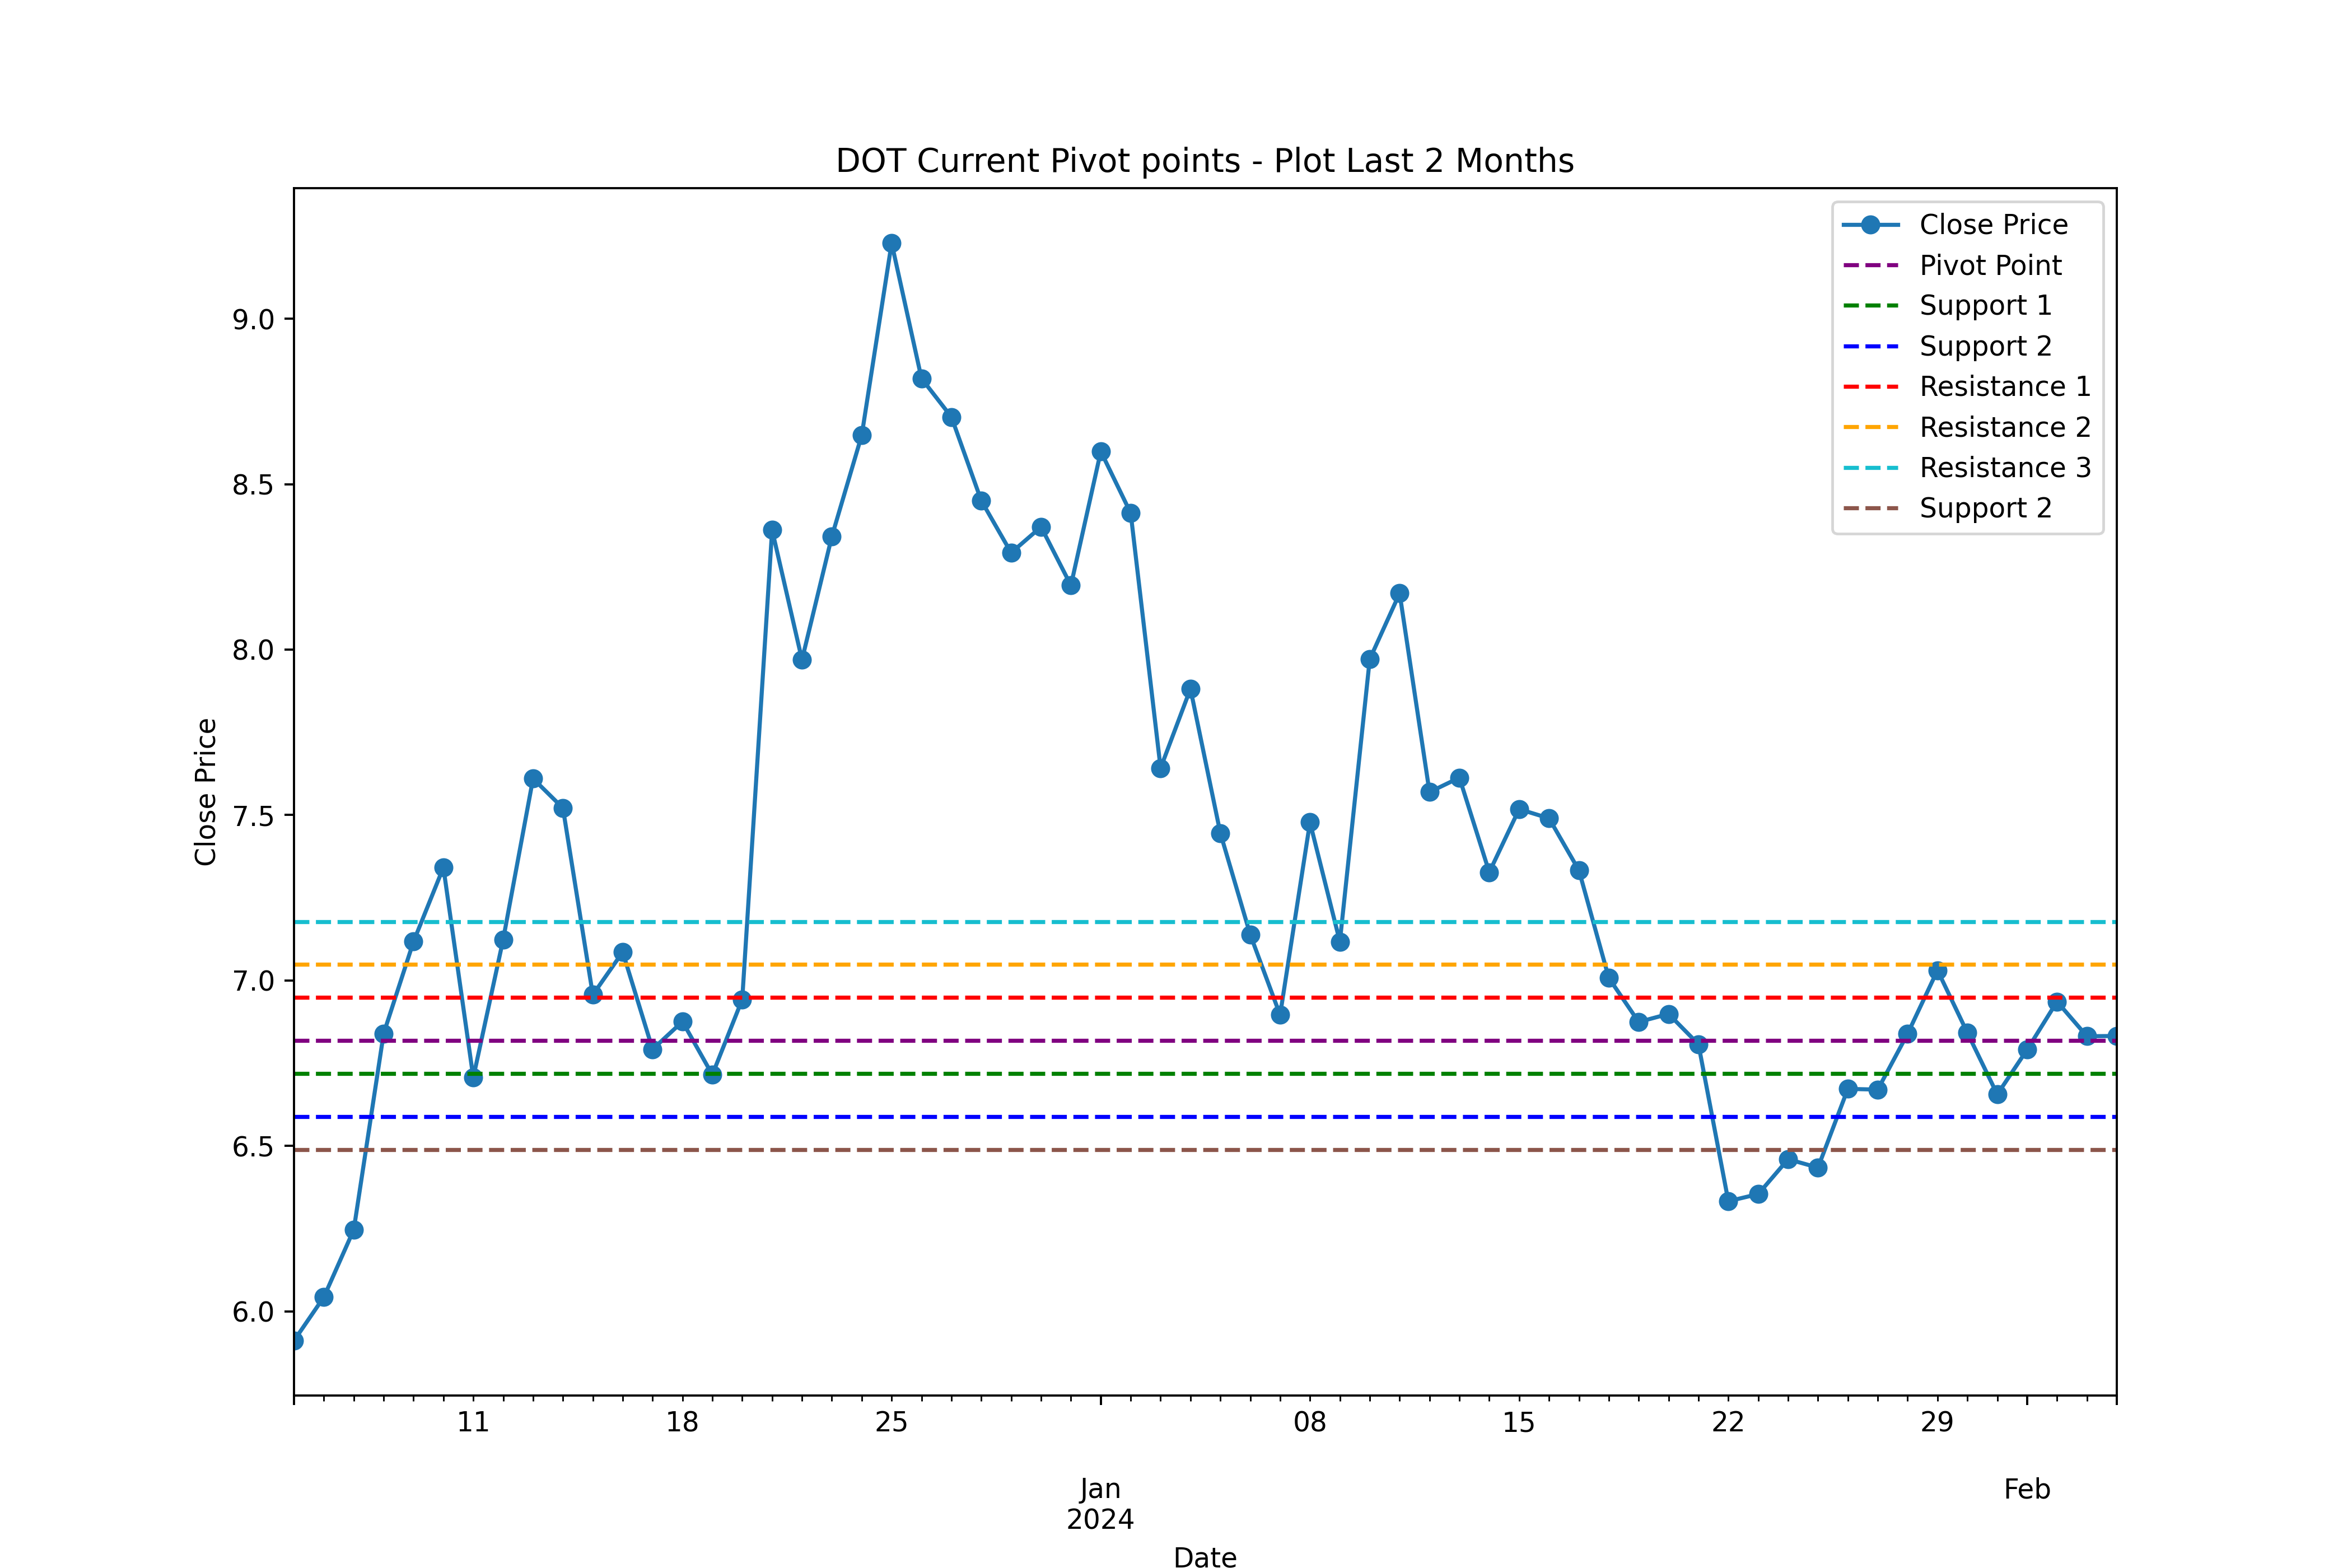 DOT Current Pivot points - Plot Last 2 Months
Close Price
Pivot Point
Support 1
Support 2
Resistance 1
Resistance 2
Resistance 3
Support 2
Close Price
9.0
8.5
8.0
7.5
7.0
6.5
6.0
11 18 25 08 15 22 29
Jan Feb
2024
Date